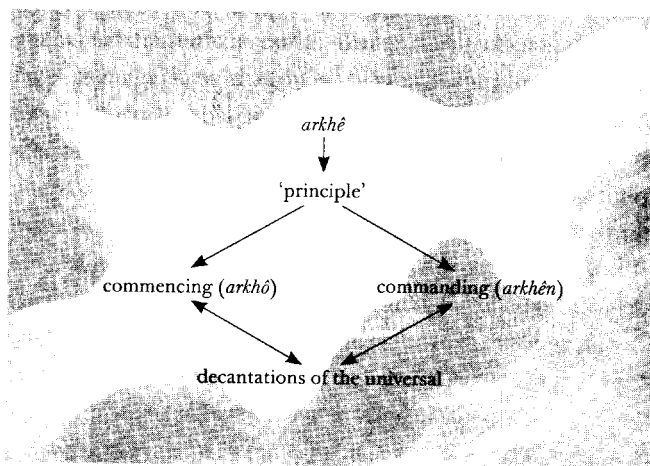 arkhê
'principle'
commencing (arkhô) commanding (arkhên)
decantations of the universal